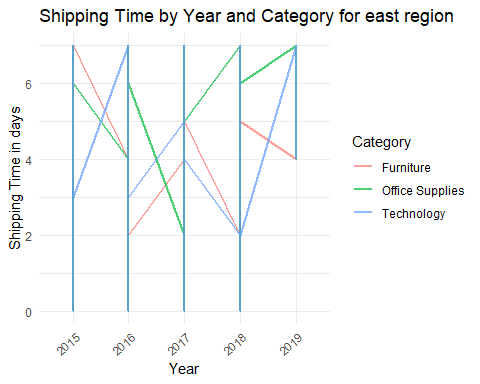 Shipping Time by Year and Category for east region
Shipping Time in days
6
4
2
0
2015
2016
2017
2018
2019
Year
Category
Furniture
Office Supplies
Technology